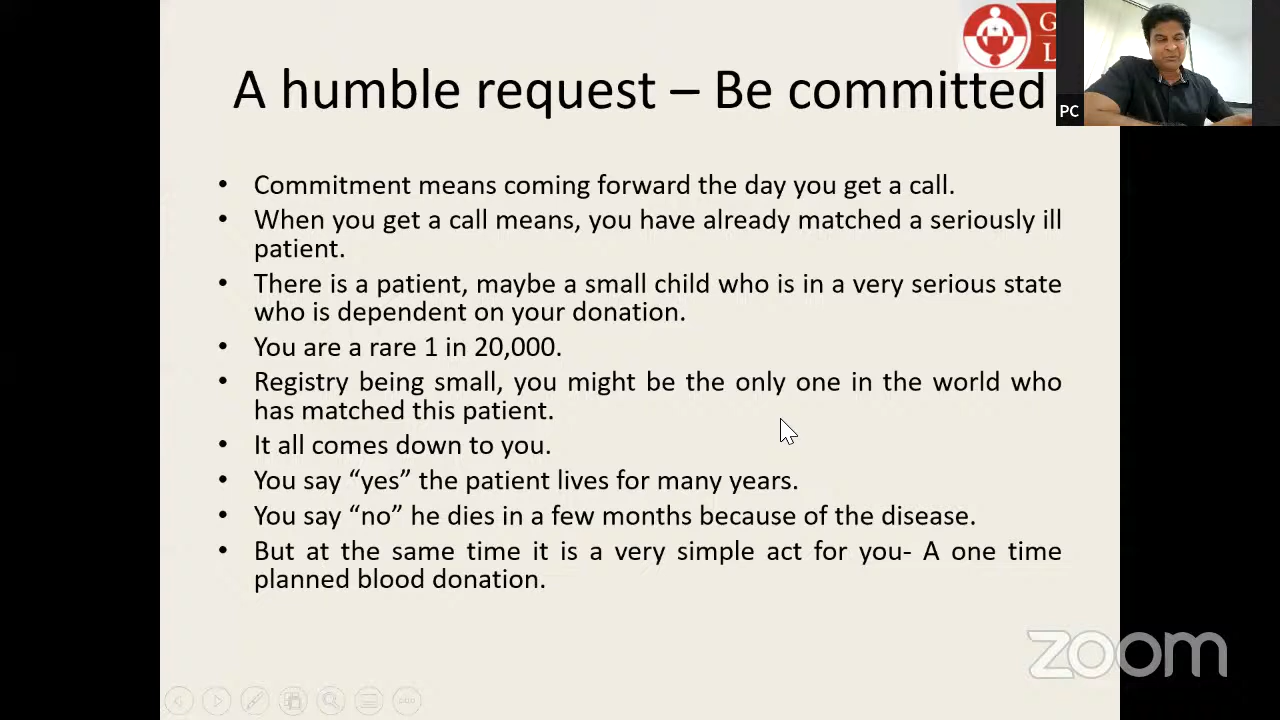 G
L
A humble request – Be committed
PC
• Commitment means coming forward the day you get a call.
• When you get a call means, you have already matched a seriously ill
patient.
• There is a patient, maybe a small child who is in a very serious state
who is dependent on your donation.
• You are a rare 1 in 20,000.
• Registry being small, you might be the only one in the world who
has matched this patient.
• It all comes down to you.
• You say “yes” the patient lives for many years.
• You say “no” he dies in a few months because of the disease.
• But at the same time it is a very simple act for you- A one time
planned blood donation.
zoom